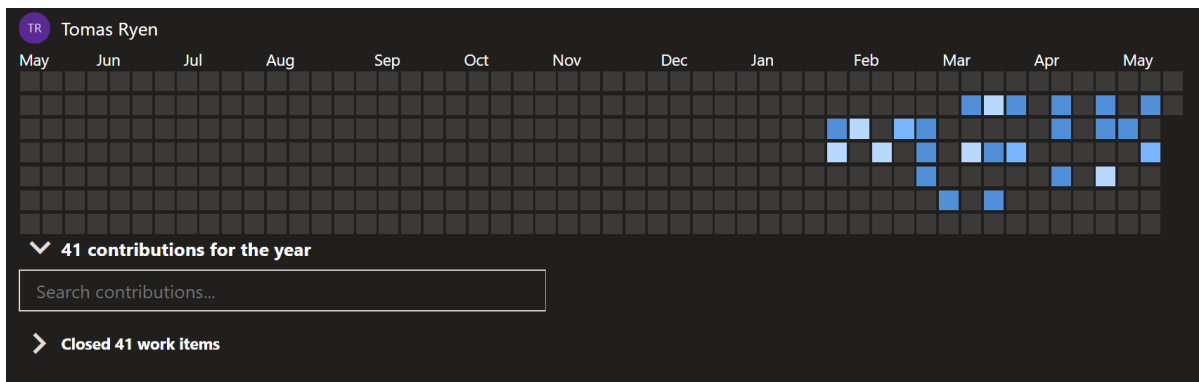 TR Tomas Ryen
May Jun Jul Aug Sep Oct Nov Dec Jan Feb Mar Apr May
41 contributions for the year
Search contributions...
Closed 41 work items